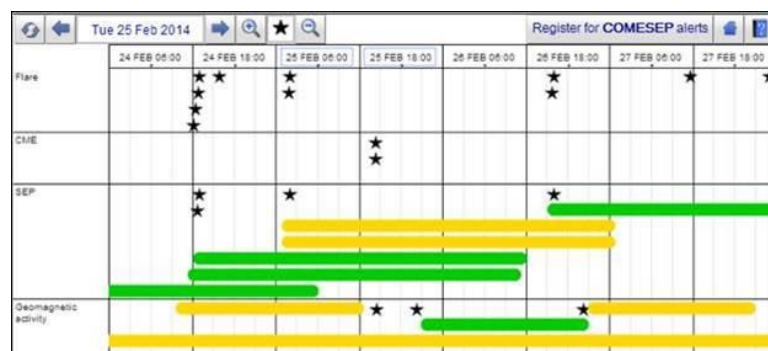 Tue 25 Feb 2014 Register for COMESEP alerts
24 FEB 06:00 24 FEB 18:00 25 FEB 06:00 25 FEB 18:00 26 FEB 06:00 26 FEB 18:00 27 FEB 06:00 27 FEB 18:00
Flare
CME
SEP
Geomagnetic
activity